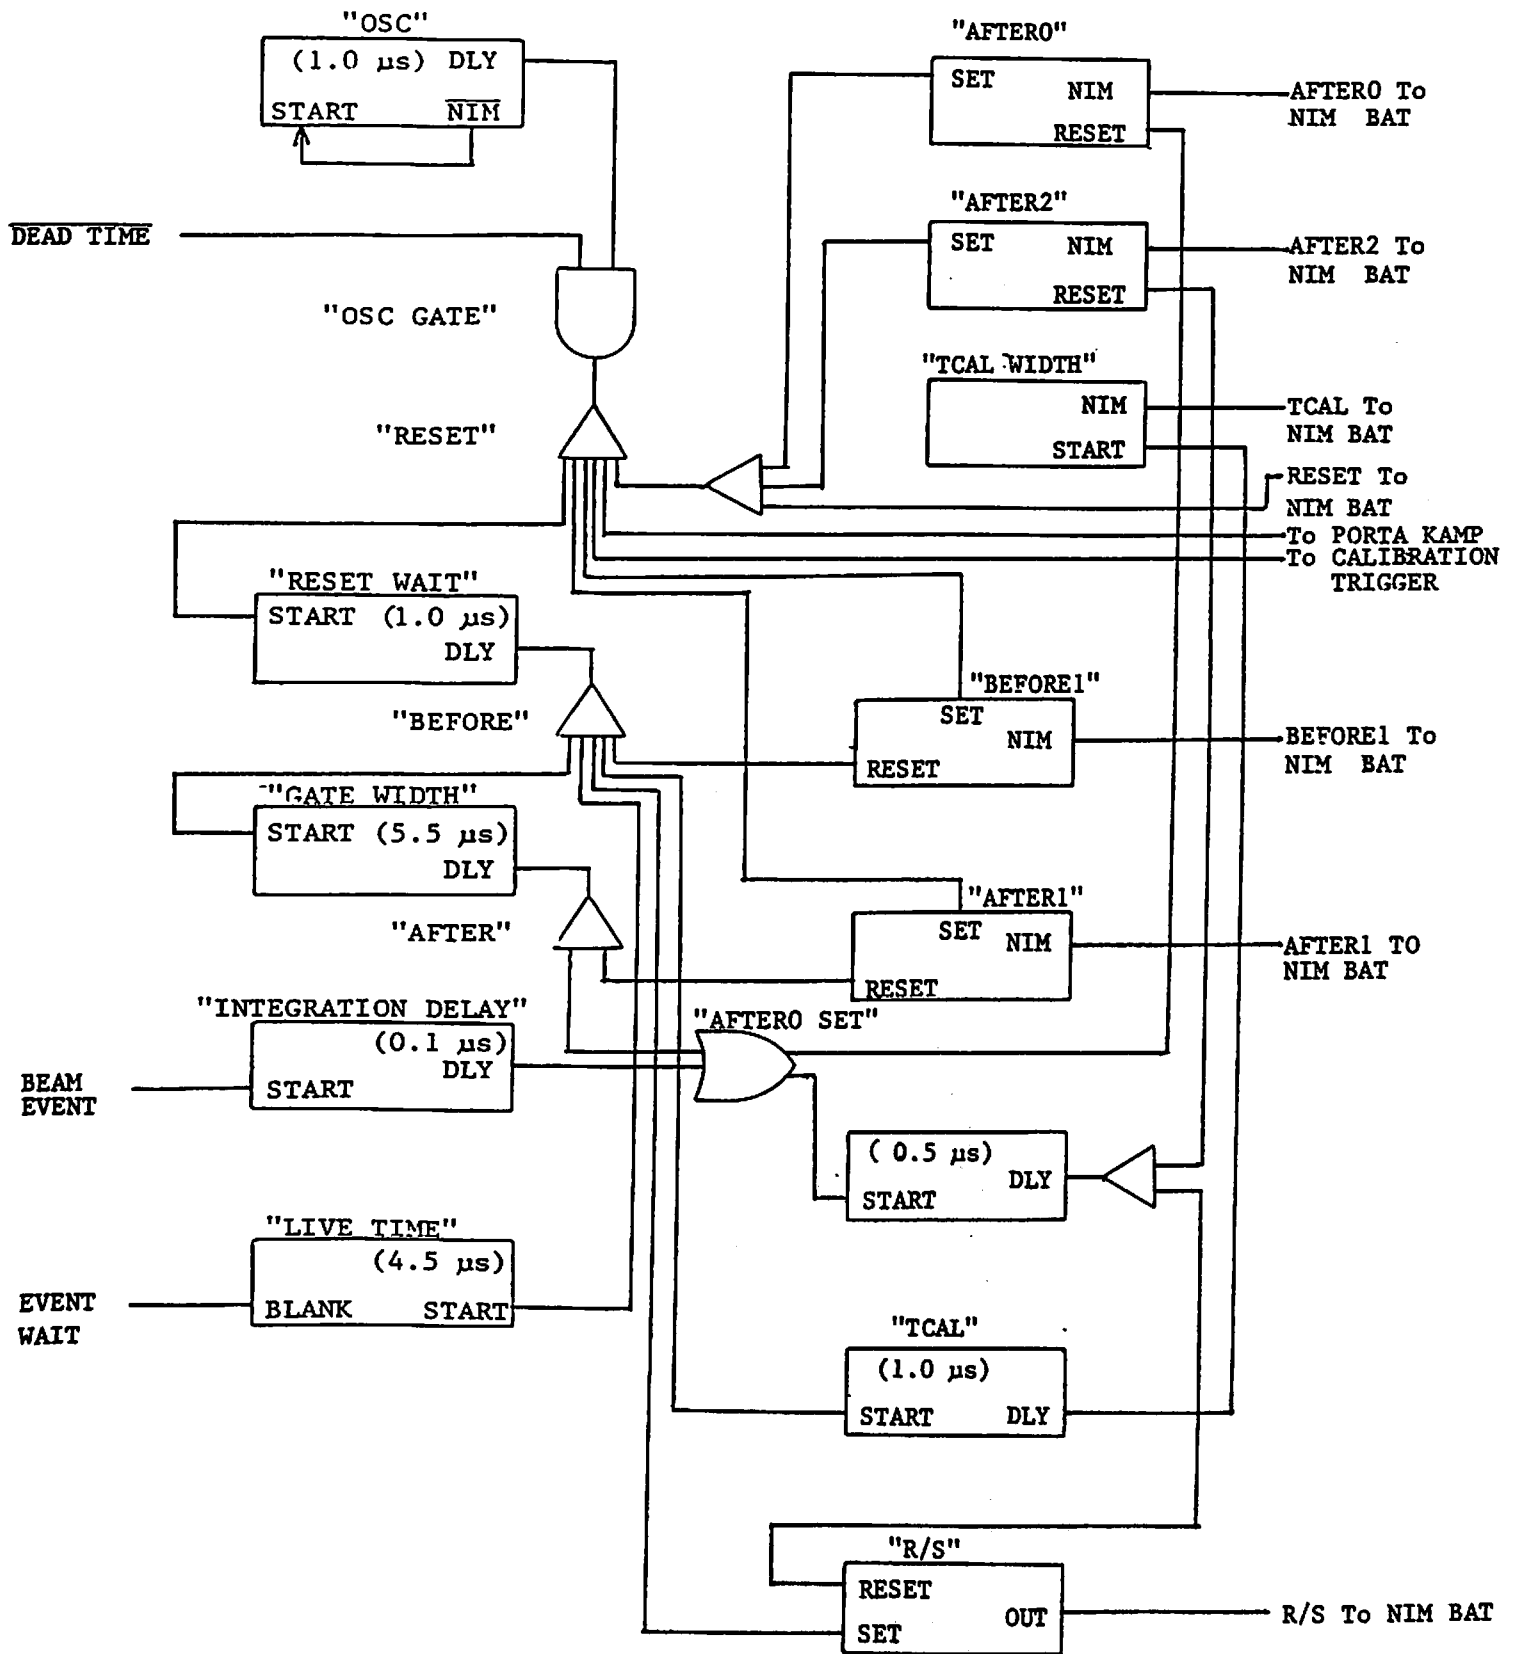 "OSC"
(1.0 μs) DLY
START N̅I̅M̅
"AFTER0"
SET NIM
RESET
AFTER0 To
NIM BAT
D̅E̅A̅D̅ T̅I̅M̅E̅
"AFTER2"
SET NIM
RESET
AFTER2 To
NIM BAT
"OSC GATE"
"TCAL WIDTH"
NIM
START
TCAL To
NIM BAT
"RESET"
RESET To
NIM BAT
To PORTA KAMP
To CALIBRATION
TRIGGER
"RESET WAIT"
START (1.0 μs)
DLY
"BEFORE"
"BEFORE1"
SET
NIM
RESET
BEFORE1 To
NIM BAT
"GATE WIDTH"
START (5.5 μs)
DLY
"AFTER"
"AFTER1"
SET NIM
RESET
AFTER1 TO
NIM BAT
"INTEGRATION DELAY"
(0.1 μs)
DLY
START
BEAM
EVENT
"AFTER0 SET"
( 0.5 μs)
DLY
START
"LIVE TIME"
(4.5 μs)
BLANK START
EVENT
WAIT
"TCAL"
(1.0 μs)
START DLY
"R/S"
RESET
OUT
SET
R/S To NIM BAT